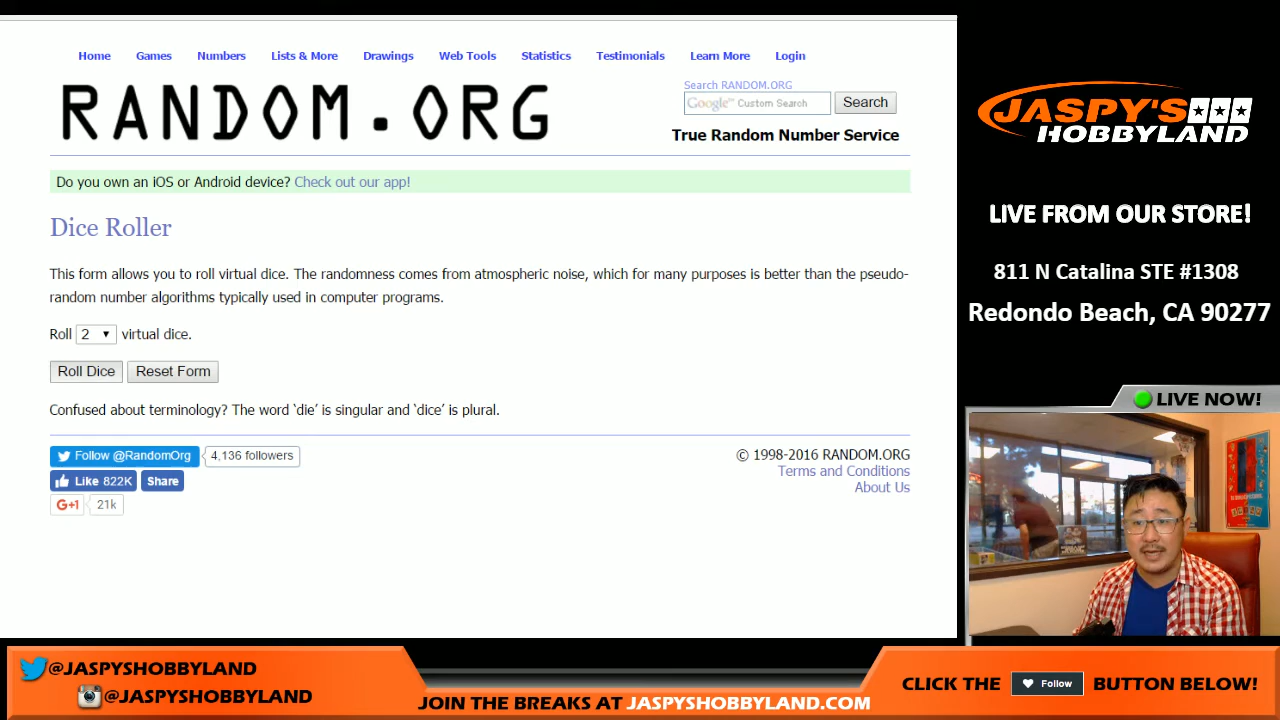 Home Games Numbers Lists & More Drawings Web Tools Statistics Testimonials Learn More Login
RANDOM.ORG
Search RANDOM.ORG
Google™ Custom Search Search
True Random Number Service
Do you own an iOS or Android device? Check out our app!
Dice Roller
This form allows you to roll virtual dice. The randomness comes from atmospheric noise, which for many purposes is better than the pseudo-
random number algorithms typically used in computer programs.
Roll 2 virtual dice.
Roll Dice Reset Form
Confused about terminology? The word ‘die’ is singular and ‘dice’ is plural.
Follow @RandomOrg 4,136 followers
Like 822K Share
G+1 21k
© 1998-2016 RANDOM.ORG
Terms and Conditions
About Us
JASPY'S
HOBBYLAND
LIVE FROM OUR STORE!
811 N Catalina STE #1308
Redondo Beach, CA 90277
LIVE NOW!
@JASPYSHOBBYLAND
@JASPYSHOBBYLAND
JOIN THE BREAKS AT JASPYSHOBBYLAND.COM
CLICK THE Follow BUTTON BELOW!